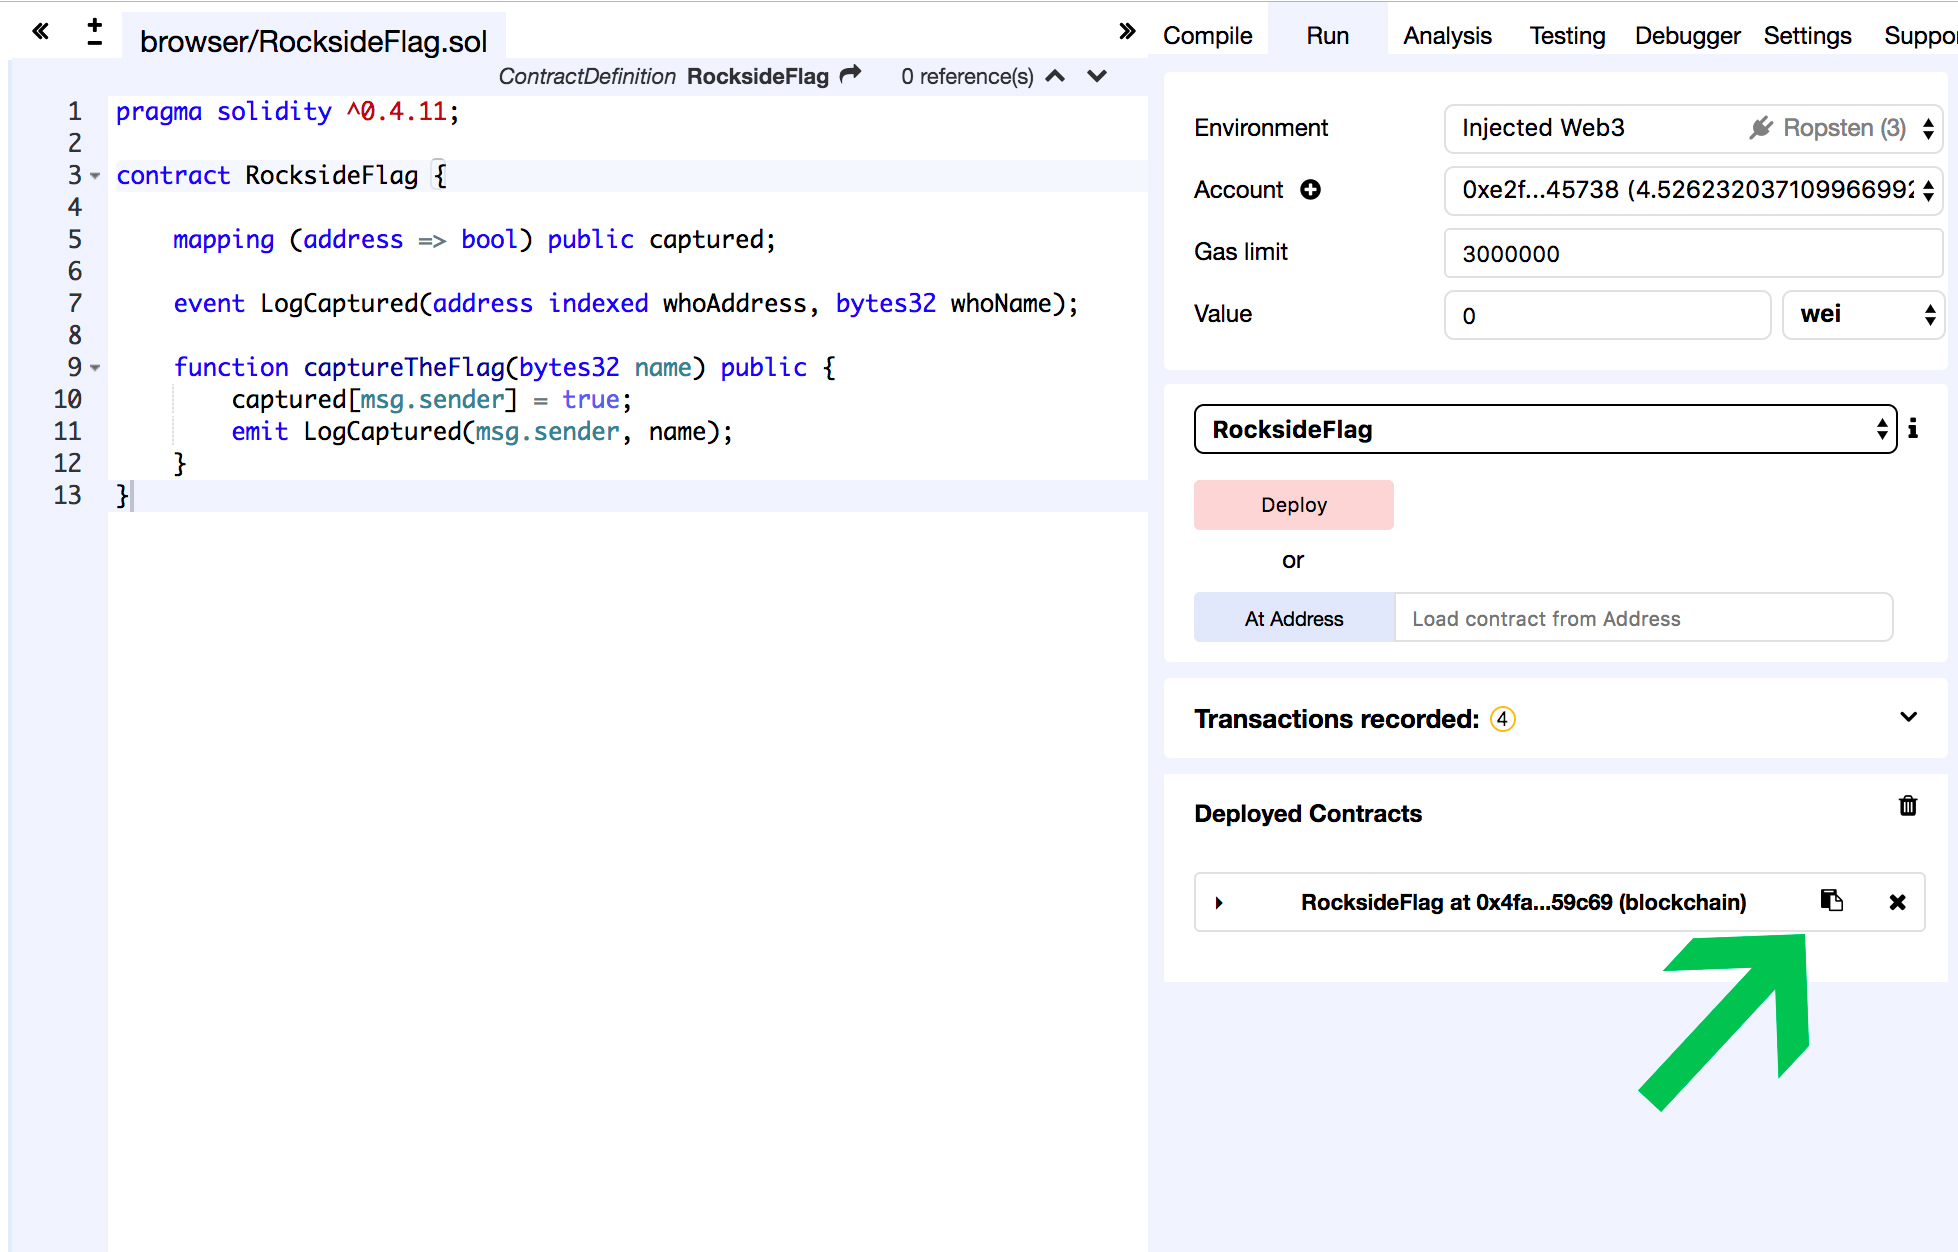 browser/RocksideFlag.sol
ContractDefinition RocksideFlag 0 reference(s)
1 pragma solidity ^0.4.11;
2
3 contract RocksideFlag {
4
5 mapping (address => bool) public captured;
6
7 event LogCaptured(address indexed whoAddress, bytes32 whoName);
8
9 function captureTheFlag(bytes32 name) public {
10 captured[msg.sender] = true;
11 emit LogCaptured(msg.sender, name);
12 }
13 }
Compile Run Analysis Testing Debugger Settings Suppor
Environment Injected Web3 Ropsten (3)
Account 0xe2f...45738 (4.526232037109966992
Gas limit 3000000
Value 0 wei
RocksideFlag
Deploy
or
At Address Load contract from Address
Transactions recorded: 4
Deployed Contracts
RocksideFlag at 0x4fa...59c69 (blockchain)